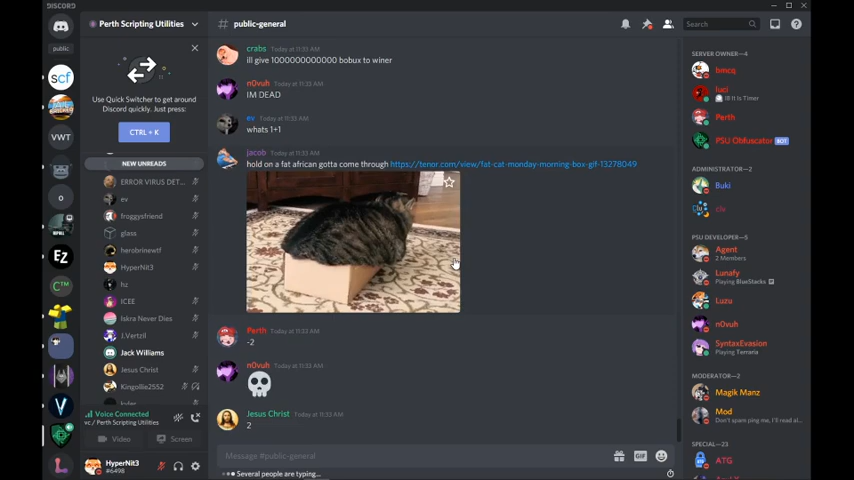 DISCORD
Perth Scripting Utilities
public-general
Search
public
Use Quick Switcher to get around
Discord quickly. Just press:
CTRL + K
NEW UNREADS
ERROR VIRUS DET...
ev
froggysfriend
glass
herobrinewtf
HyperNit3
hz
ICEE
Iskra Never Dies
J.Vertzil
Jack Williams
Jesus Christ
Kingollie2552
Voice Connected
vc / Perth Scripting Utilities
Video
Screen
HyperNit3
#6498
scf
VWT
o
EZ
C™
crabs Today at 11:33 AM
ill give 1000000000000 bobux to winer
n0vuh Today at 11:33 AM
IM DEAD
ev Today at 11:33 AM
whats 1+1
jacob Today at 11:33 AM
hold on a fat african gotta come through https://tenor.com/view/fat-cat-monday-morning-box-gif-13278049
Perth Today at 11:33 AM
-2
n0vuh Today at 11:33 AM
Jesus Christ Today at 11:33 AM
2
Message #public-general
GIF
Several people are typing...
SERVER OWNER—4
bmcq
luci
Perth
PSU Obfuscator BOT
ADMINISTRATOR—2
Buki
clv
PSU DEVELOPER—5
Agent
2 Members
Lunafy
Playing BlueStacks
Luzu
n0vuh
SyntaxEvasion
Playing Terraria
MODERATOR—2
Magik Manz
Mod
Don't spam ping me, I'll read al...
SPECIAL—23
ATG